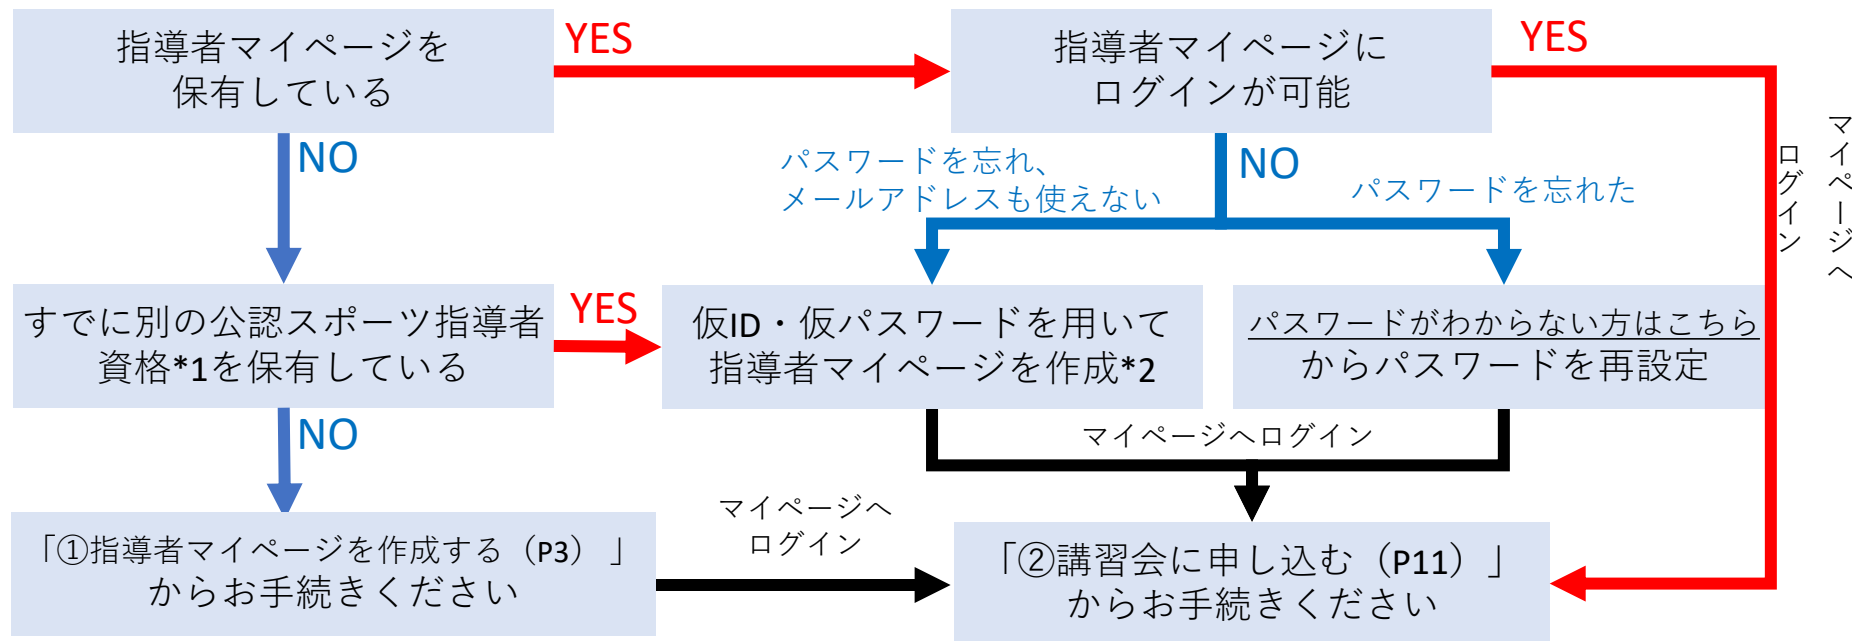 指導者マイページを
保有している
YES
指導者マイページに
ログインが可能
YES
マイページへ
ログイン
NO
パスワードを忘れ、
メールアドレスも使えない
NO
パスワードを忘れた
すでに別の公認スポーツ指導者
資格*1を保有している
YES
仮ID・仮パスワードを用いて
指導者マイページを作成*2
パスワードがわからない方はこちら
からパスワードを再設定
NO
マイページへログイン
「①指導者マイページを作成する（P3）」
からお手続きください
マイページへ
ログイン
「②講習会に申し込む（P11）」
からお手続きください